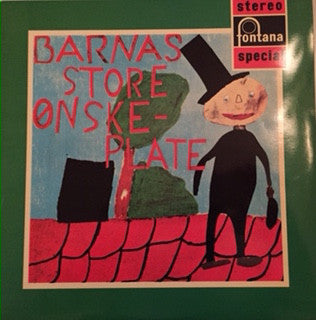 stereo
fontana
special
BARNAS
STORE
ØNSKE-
PLATE